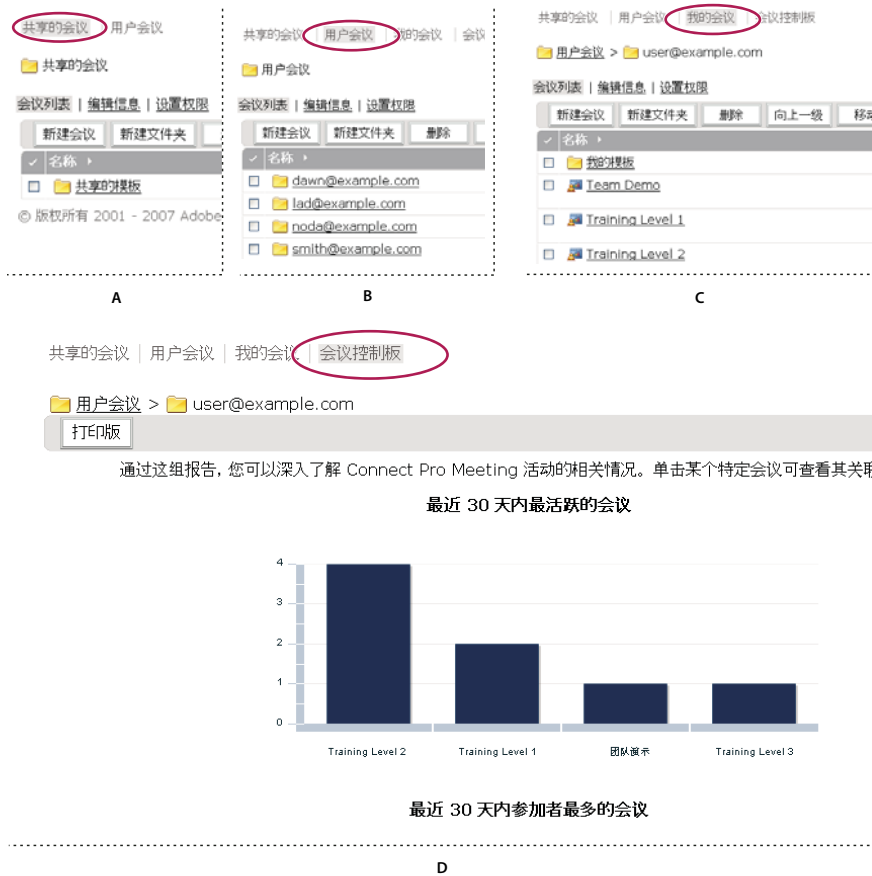 共享的会议 用户会议
共享的会议
会议列表 | 编辑信息 | 设置权限
新建会议 新建文件夹
名称
共享的模板
© 版权所有 2001 - 2007 Adobe
A
共享的会议 用户会议 我的会议 会议
用户会议
会议列表 | 编辑信息 | 设置权限
新建会议 新建文件夹 删除
名称
dawn@example.com
lad@example.com
noda@example.com
smith@example.com
B
共享的会议 用户会议 我的会议 会议控制板
用户会议 > user@example.com
会议列表 | 编辑信息 | 设置权限
新建会议 新建文件夹 删除 向上一级 移动
名称
我的模板
Team Demo
Training Level 1
Training Level 2
C
共享的会议 用户会议 我的会议 会议控制板
用户会议 > user@example.com
打印版
通过这组报告，您可以深入了解 Connect Pro Meeting 活动的相关情况。单击某个特定会议可查看其关联
最近 30 天内最活跃的会议
4
3
2
1
0
Training Level 2 Training Level 1 团队演示 Training Level 3
最近 30 天内参加者最多的会议
D